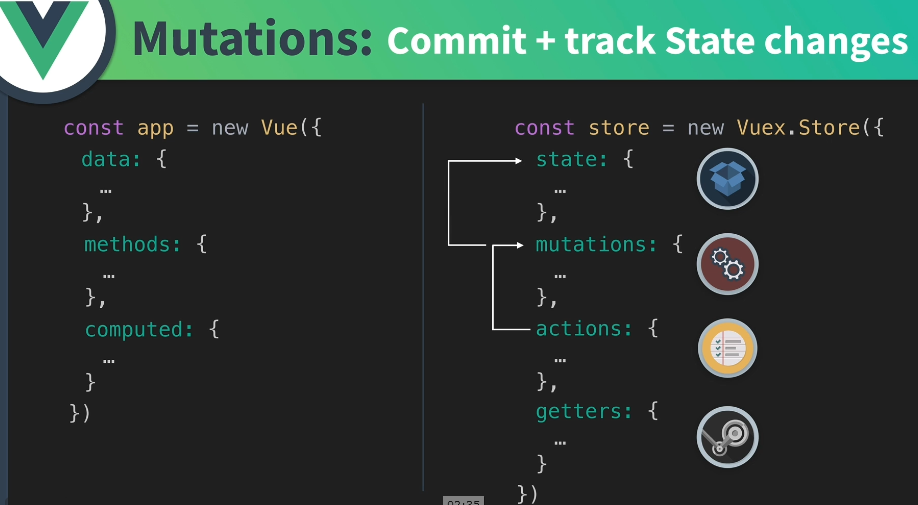 Mutations: Commit + track State changes
const app = new Vue({
data: {
…
},
methods: {
…
},
computed: {
…
}
})
const store = new Vuex.Store({
state: {
…
},
mutations: {
…
},
actions: {
…
},
getters: {
…
}
})